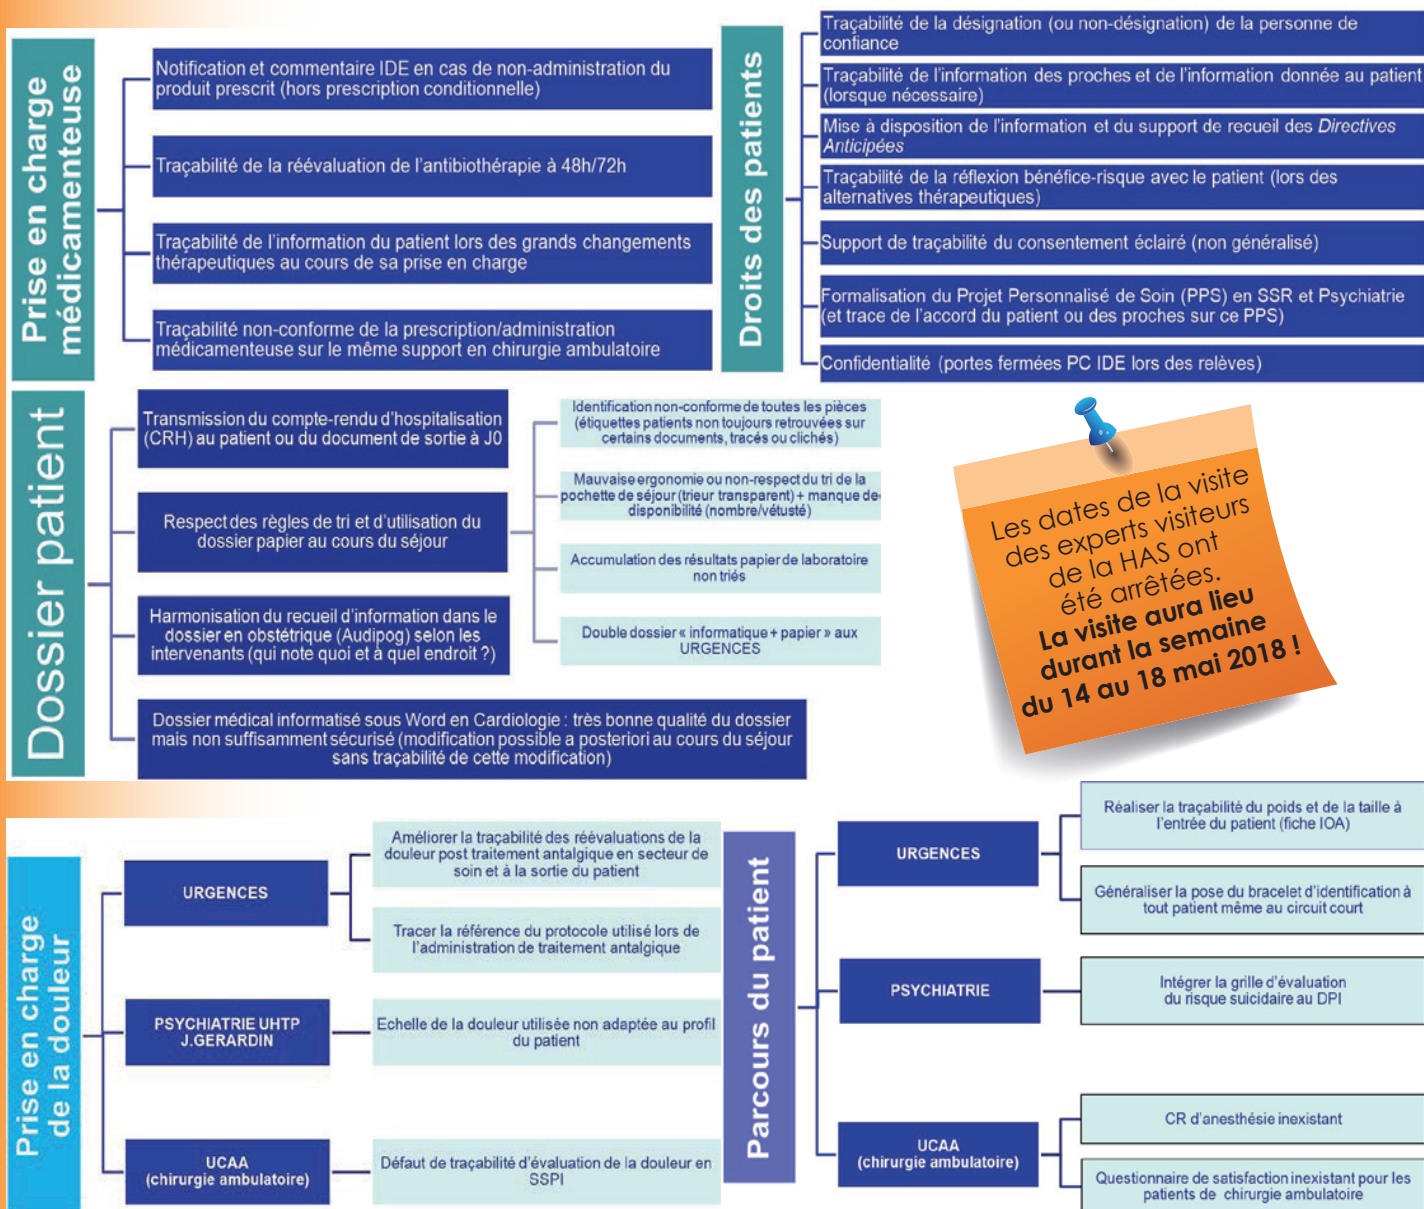 Prise en charge
médicamenteuse
Notification et commentaire IDE en cas de non-administration du
produit prescrit (hors prescription conditionnelle)
Traçabilité de la réévaluation de l'antibiothérapie à 48h/72h
Traçabilité de l'information du patient lors des grands changements
thérapeutiques au cours de sa prise en charge
Traçabilité non-conforme de la prescription/administration
médicamenteuse sur le même support en chirurgie ambulatoire
Droits des patients
Traçabilité de la désignation (ou non-désignation) de la personne de
confiance
Traçabilité de l'information des proches et de l'information donnée au patient
(lorsque nécessaire)
Mise à disposition de l'information et du support de recueil des Directives
Anticipées
Traçabilité de la réflexion bénéfice-risque avec le patient (lors des
alternatives thérapeutiques)
Support de traçabilité du consentement éclairé (non généralisé)
Formalisation du Projet Personnalisé de Soin (PPS) en SSR et Psychiatrie
(et trace de l'accord du patient ou des proches sur ce PPS)
Confidentialité (portes fermées PC IDE lors des relèves)
Dossier patient
Transmission du compte-rendu d'hospitalisation
(CRH) au patient ou du document de sortie à J0
Respect des règles de tri et d'utilisation du
dossier papier au cours du séjour
Identification non-conforme de toutes les pièces
(étiquettes patients non toujours retrouvées sur
certains documents, tracés ou clichés)
Mauvaise ergonomie ou non-respect du tri de la
pochette de séjour (trieur transparent) + manque de
disponibilité (nombre/vétusté)
Accumulation des résultats papier de laboratoire
non triés
Double dossier « informatique + papier » aux
URGENCES
Harmonisation du recueil d'information dans le
dossier en obstétrique (Audipog) selon les
intervenants (qui note quoi et à quel endroit ?)
Dossier médical informatisé sous Word en Cardiologie : très bonne qualité du dossier
mais non suffisamment sécurisé (modification possible a posteriori au cours du séjour
sans traçabilité de cette modification)
Les dates de la visite
des experts visiteurs
de la HAS ont
été arrêtées.
La visite aura lieu
durant la semaine
du 14 au 18 mai 2018 !
Prise en charge
de la douleur
URGENCES
Améliorer la traçabilité des réévaluations de la
douleur post traitement antalgique en secteur de
soin et à la sortie du patient
Tracer la référence du protocole utilisé lors de
l'administration de traitement antalgique
PSYCHIATRIE UHTP
J.GERARDIN
Echelle de la douleur utilisée non adaptée au profil
du patient
UCAA
(chirurgie ambulatoire)
Défaut de traçabilité d'évaluation de la douleur en
SSPI
Parcours du patient
URGENCES
Réaliser la traçabilité du poids et de la taille à
l'entrée du patient (fiche IOA)
Généraliser la pose du bracelet d'identification à
tout patient même au circuit court
PSYCHIATRIE
Intégrer la grille d'évaluation
du risque suicidaire au DPI
UCAA
(chirurgie ambulatoire)
CR d'anesthésie inexistant
Questionnaire de satisfaction inexistant pour les
patients de chirurgie ambulatoire